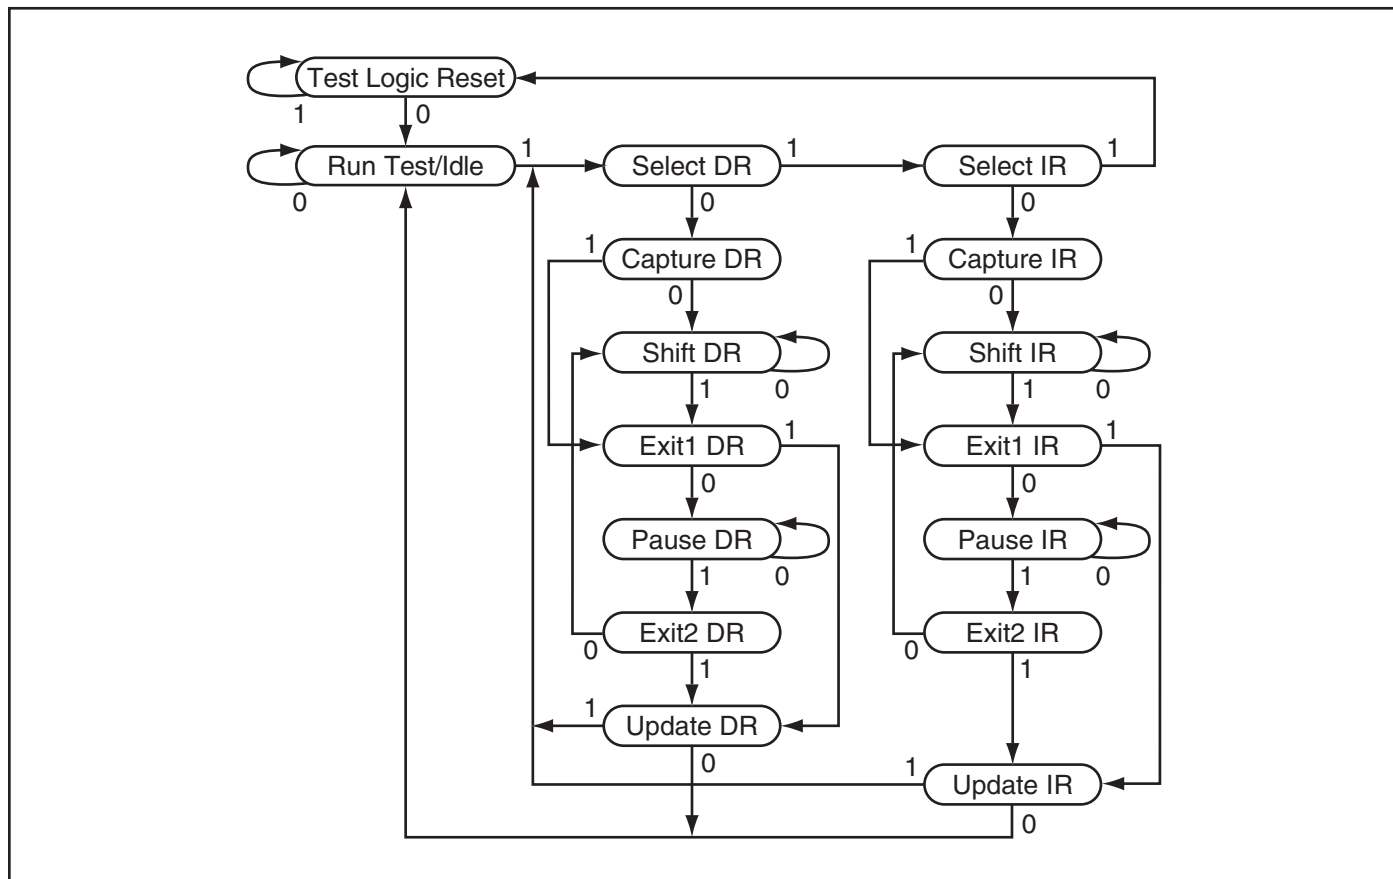 Test Logic Reset
1 0
Run Test/Idle 1 Select DR 1 Select IR 1
0 0 0
1 Capture DR 1 Capture IR
0 0
Shift DR Shift IR
1 0 1 0
Exit1 DR 1 Exit1 IR 1
0 0
Pause DR Pause IR
1 0 1 0
Exit2 DR Exit2 IR
0 1 0 1
1 Update DR
0 1 Update IR
0